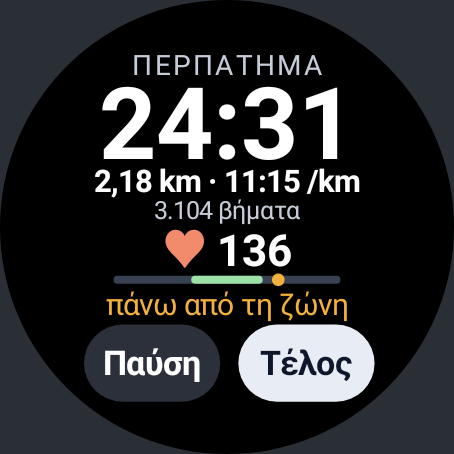 ΠΕΡΠΑΤΗΜΑ
24:31
2,18 km · 11:15 /km
3.104 βήματα
136
πάνω από τη ζώνη
Παύση Τέλος